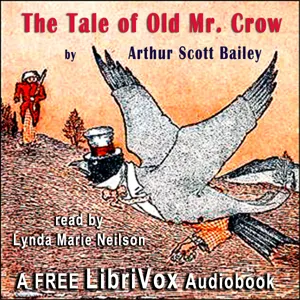 The Tale of Old Mr. Crow
by Arthur Scott Bailey
read by
Lynda Marie Neilson
A FREE LibriVox Audiobook